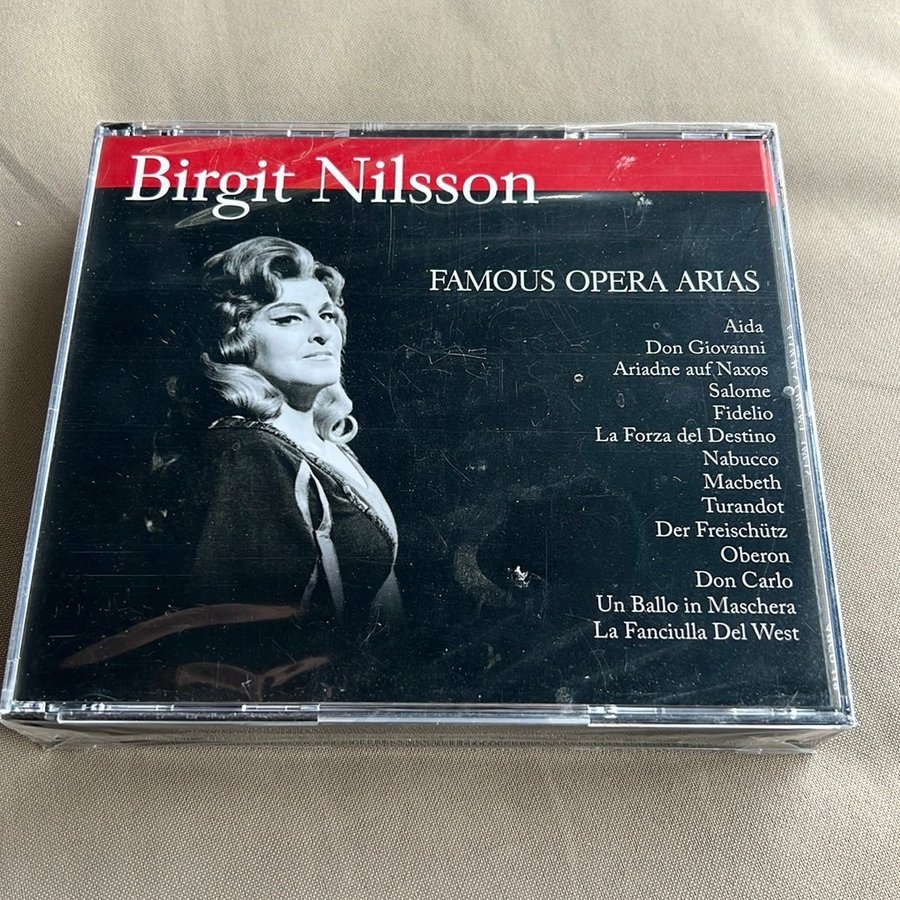 Birgit Nilsson
FAMOUS OPERA ARIAS
Aida
Don Giovanni
Ariadne auf Naxos
Salome
Fidelio
La Forza del Destino
Nabucco
Macbeth
Turandot
Der Freischütz
Oberon
Don Carlo
Un Ballo in Maschera
La Fanciulla Del West